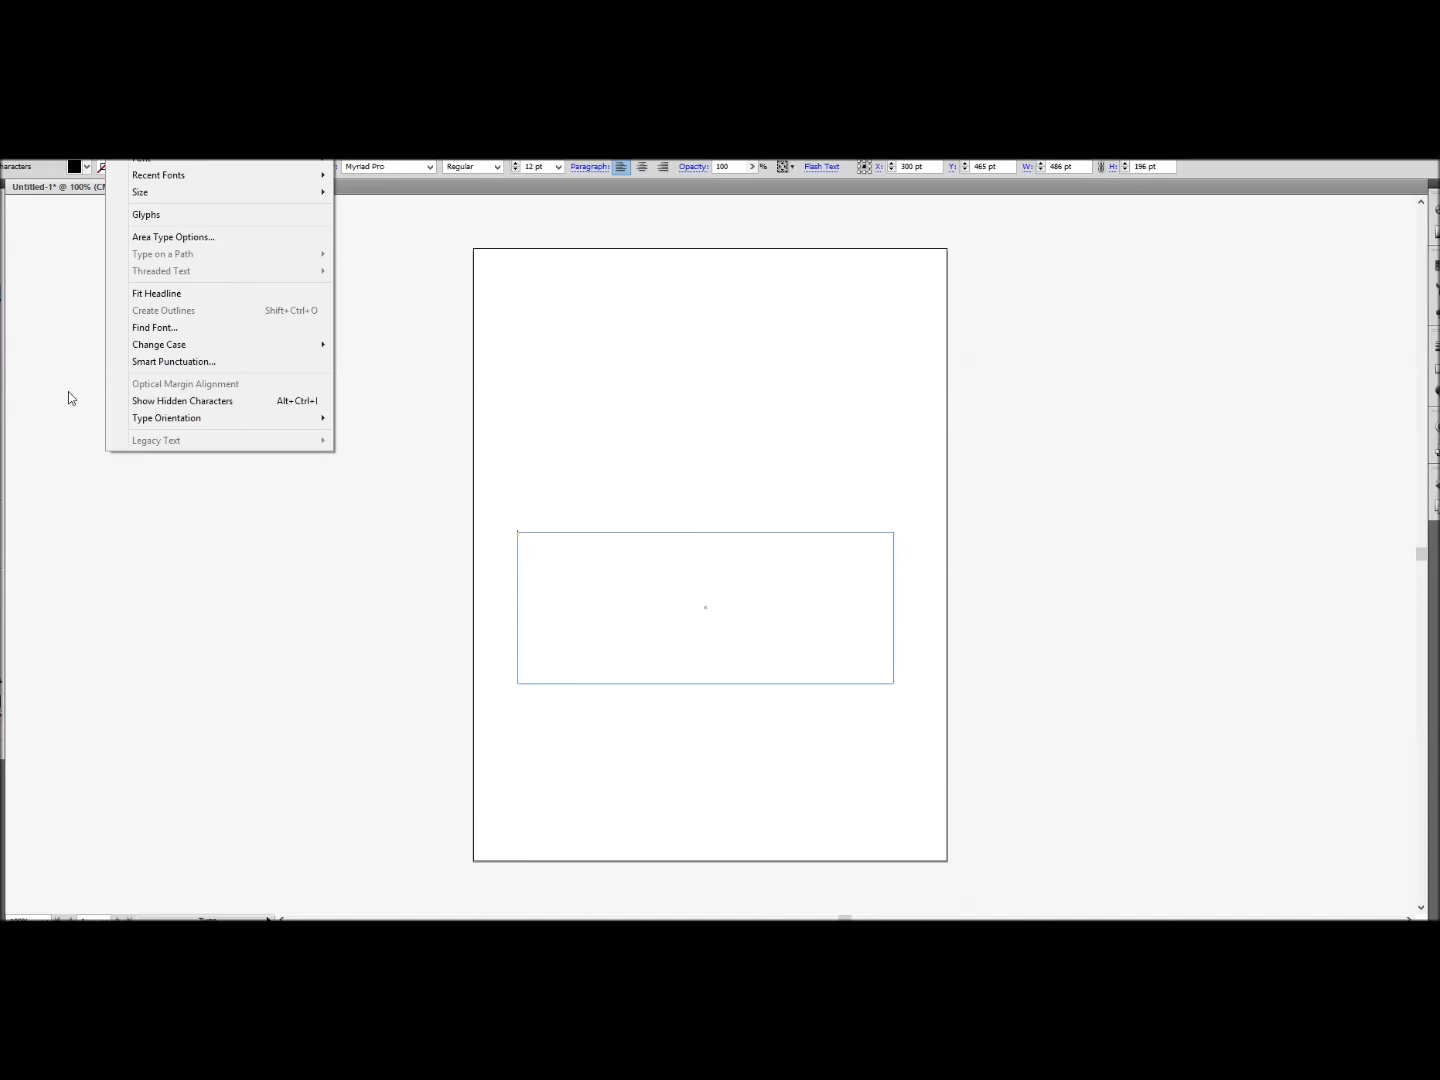 haracters Myriad Pro Regular 12 pt Paragraph: Opacity: 100 % Flash Text X: 300 pt Y: 465 pt W: 486 pt H: 196 pt
Untitled-1* @ 100% (C
Font
Recent Fonts
Size
Glyphs
Area Type Options...
Type on a Path
Threaded Text
Fit Headline
Create Outlines Shift+Ctrl+O
Find Font...
Change Case
Smart Punctuation...
Optical Margin Alignment
Show Hidden Characters Alt+Ctrl+I
Type Orientation
Legacy Text